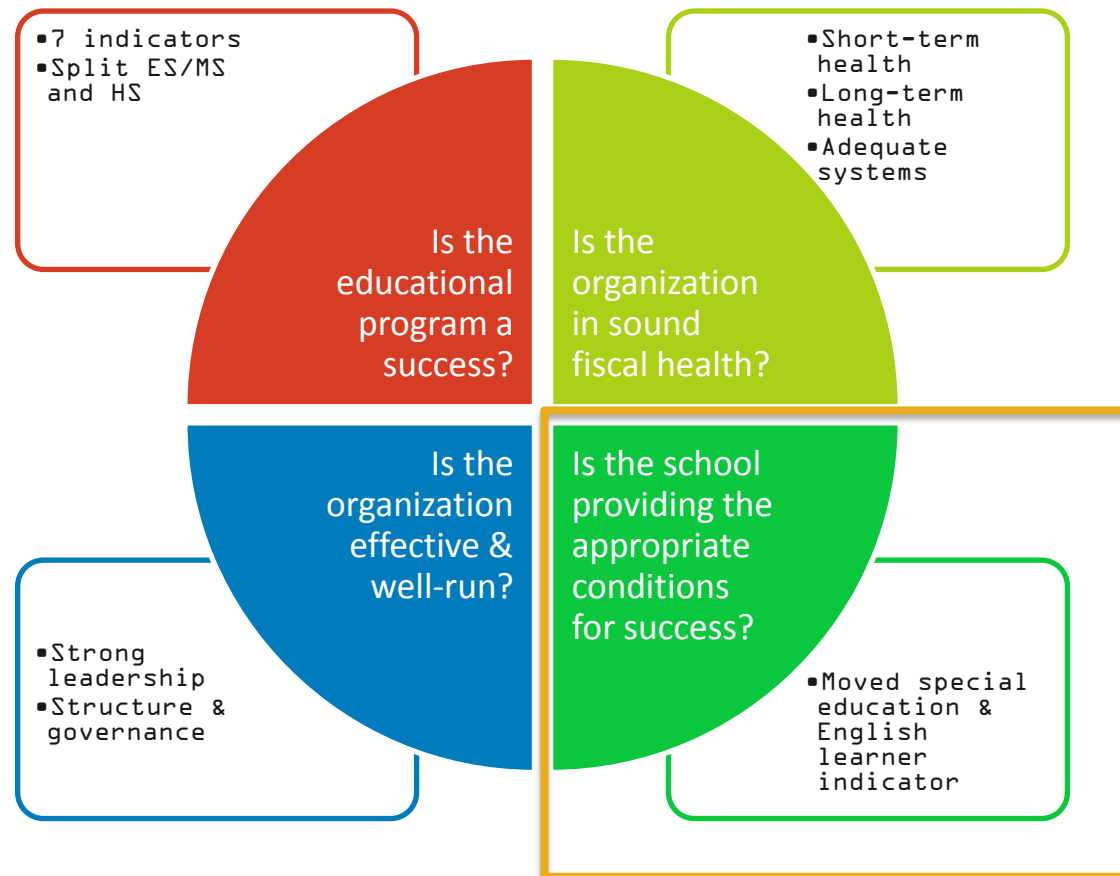 ▪7 indicators
▪Split ES/MS
and HS
▪Short-term
health
▪Long-term
health
▪Adequate
systems
Is the
educational
program a
success?
Is the
organization
in sound
fiscal health?
Is the
organization
effective &
well-run?
Is the school
providing the
appropriate
conditions
for success?
▪Strong
leadership
▪Structure &
governance
▪Moved special
education &
English
learner
indicator